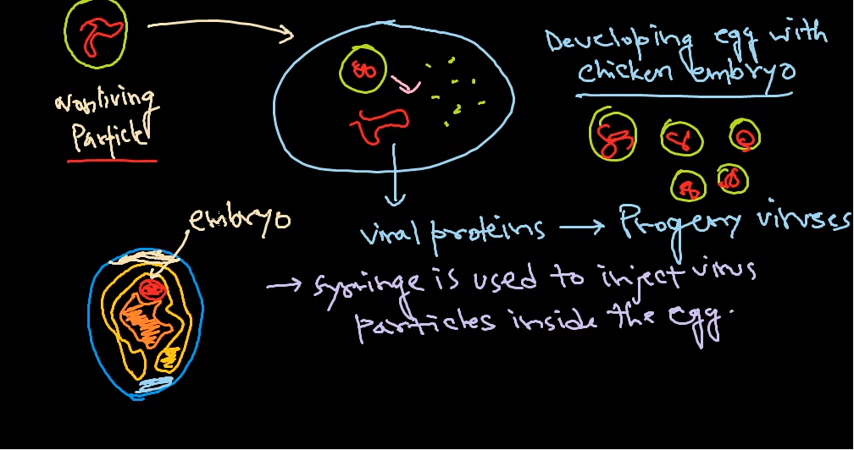 Developing egg with
chicken embryo
Nonliving
Particle
embryo
viral proteins → Progeny viruses
→ Syringe is used to inject virus
particles inside the egg.